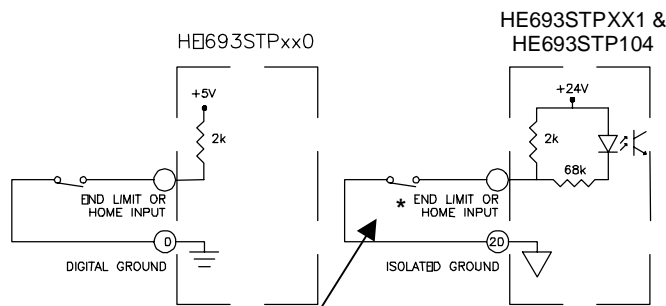 HE693STPxx0
+5V
2k
END LIMIT OR
HOME INPUT
0
DIGITAL GROUND
HE693STPXX1 &
HE693STP104
+24V
2k
68k
* END LIMIT OR
HOME INPUT
20
ISOLATED GROUND